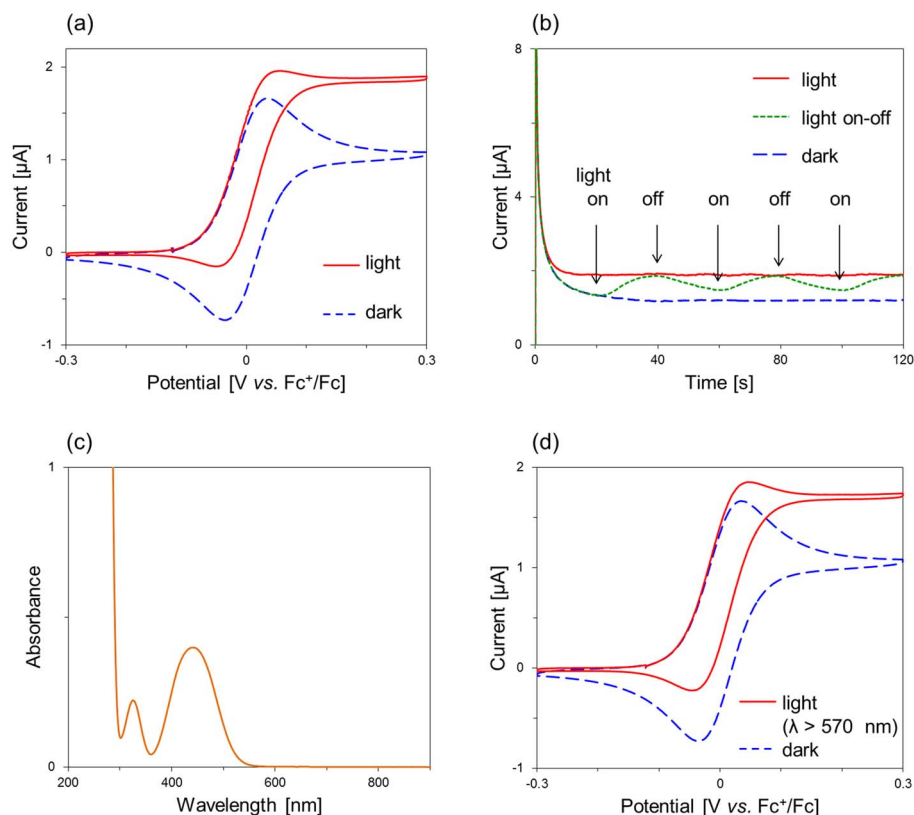 (a)
2
1
0
-1
-0.3
0
0.3
Current [µA]
Potential [V vs. Fc⁺/Fc]
light
dark
(b)
8
4
0
0
40
80
120
Current [µA]
Time [s]
light
light on-off
dark
light
on
off
on
off
on
(c)
1
0
0
200
400
600
800
Absorbance
Wavelength [nm]
(d)
2
1
0
-1
-0.3
0
0.3
Current [µA]
Potential [V vs. Fc⁺/Fc]
light
(λ > 570 nm)
dark